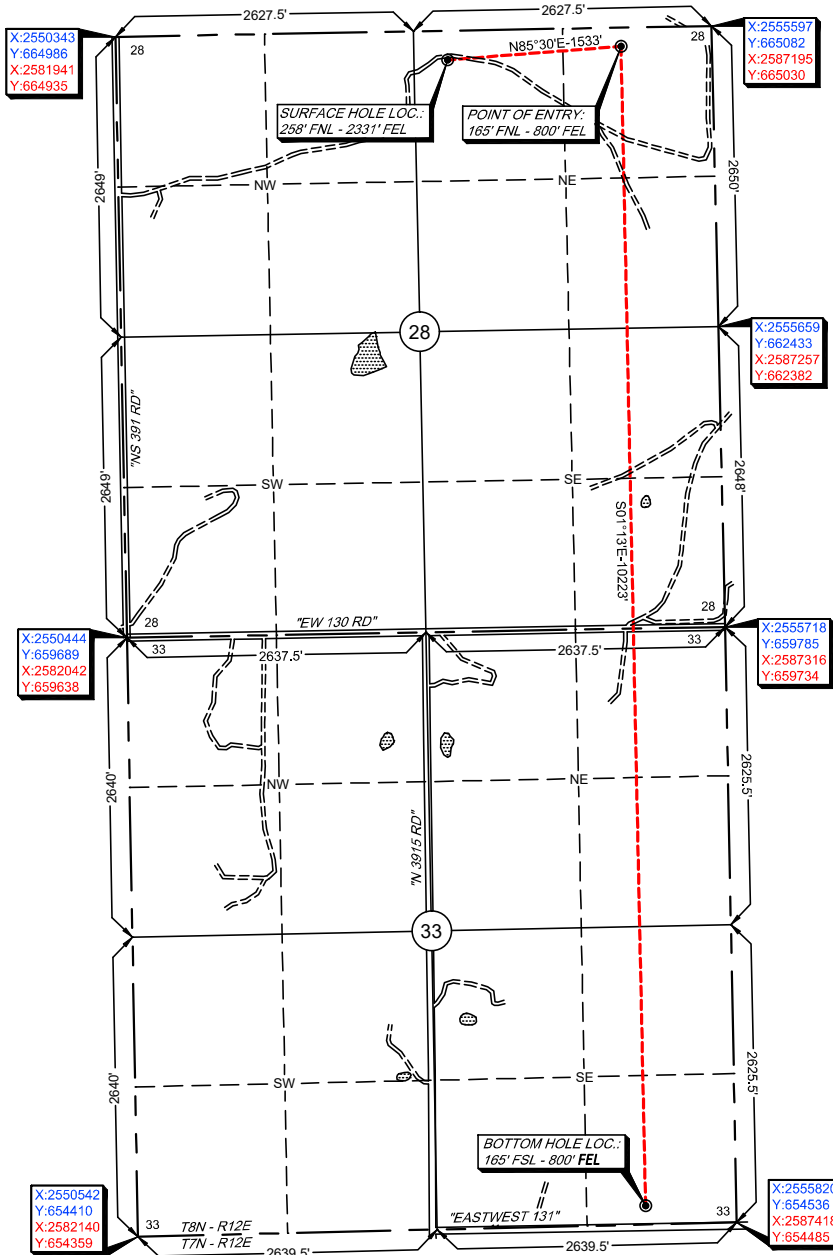 2627.5'
2627.5'
X:2550343
Y:664986
X:2581941
Y:664935
28
N85°30'E-1533'
28
X:2555597
Y:665082
X:2587195
Y:665030
SURFACE HOLE LOC.:
258' FNL - 2331' FEL
POINT OF ENTRY:
165' FNL - 800' FEL
2649'
NW
NE
2650'
28
X:2555659
Y:662433
X:2587257
Y:662382
"NS 391 RD"
2649'
SW
SE
2648'
S01°13'E-10223'
28
"EW 130 RD"
28
X:2550444
Y:659689
X:2582042
Y:659638
33
2637.5'
2637.5'
33
X:2555718
Y:659785
X:2587316
Y:659734
2640'
NW
NE
2625.5'
"N 3915 RD"
33
2640'
SW
SE
2625.5'
BOTTOM HOLE LOC.:
165' FSL - 800' FEL
X:2550542
Y:654410
X:2582140
Y:654359
33
T8N - R12E
T7N - R12E
"EASTWEST 131"
33
X:2555820
Y:654536
X:2587418
Y:654485
2639.5'
2639.5'